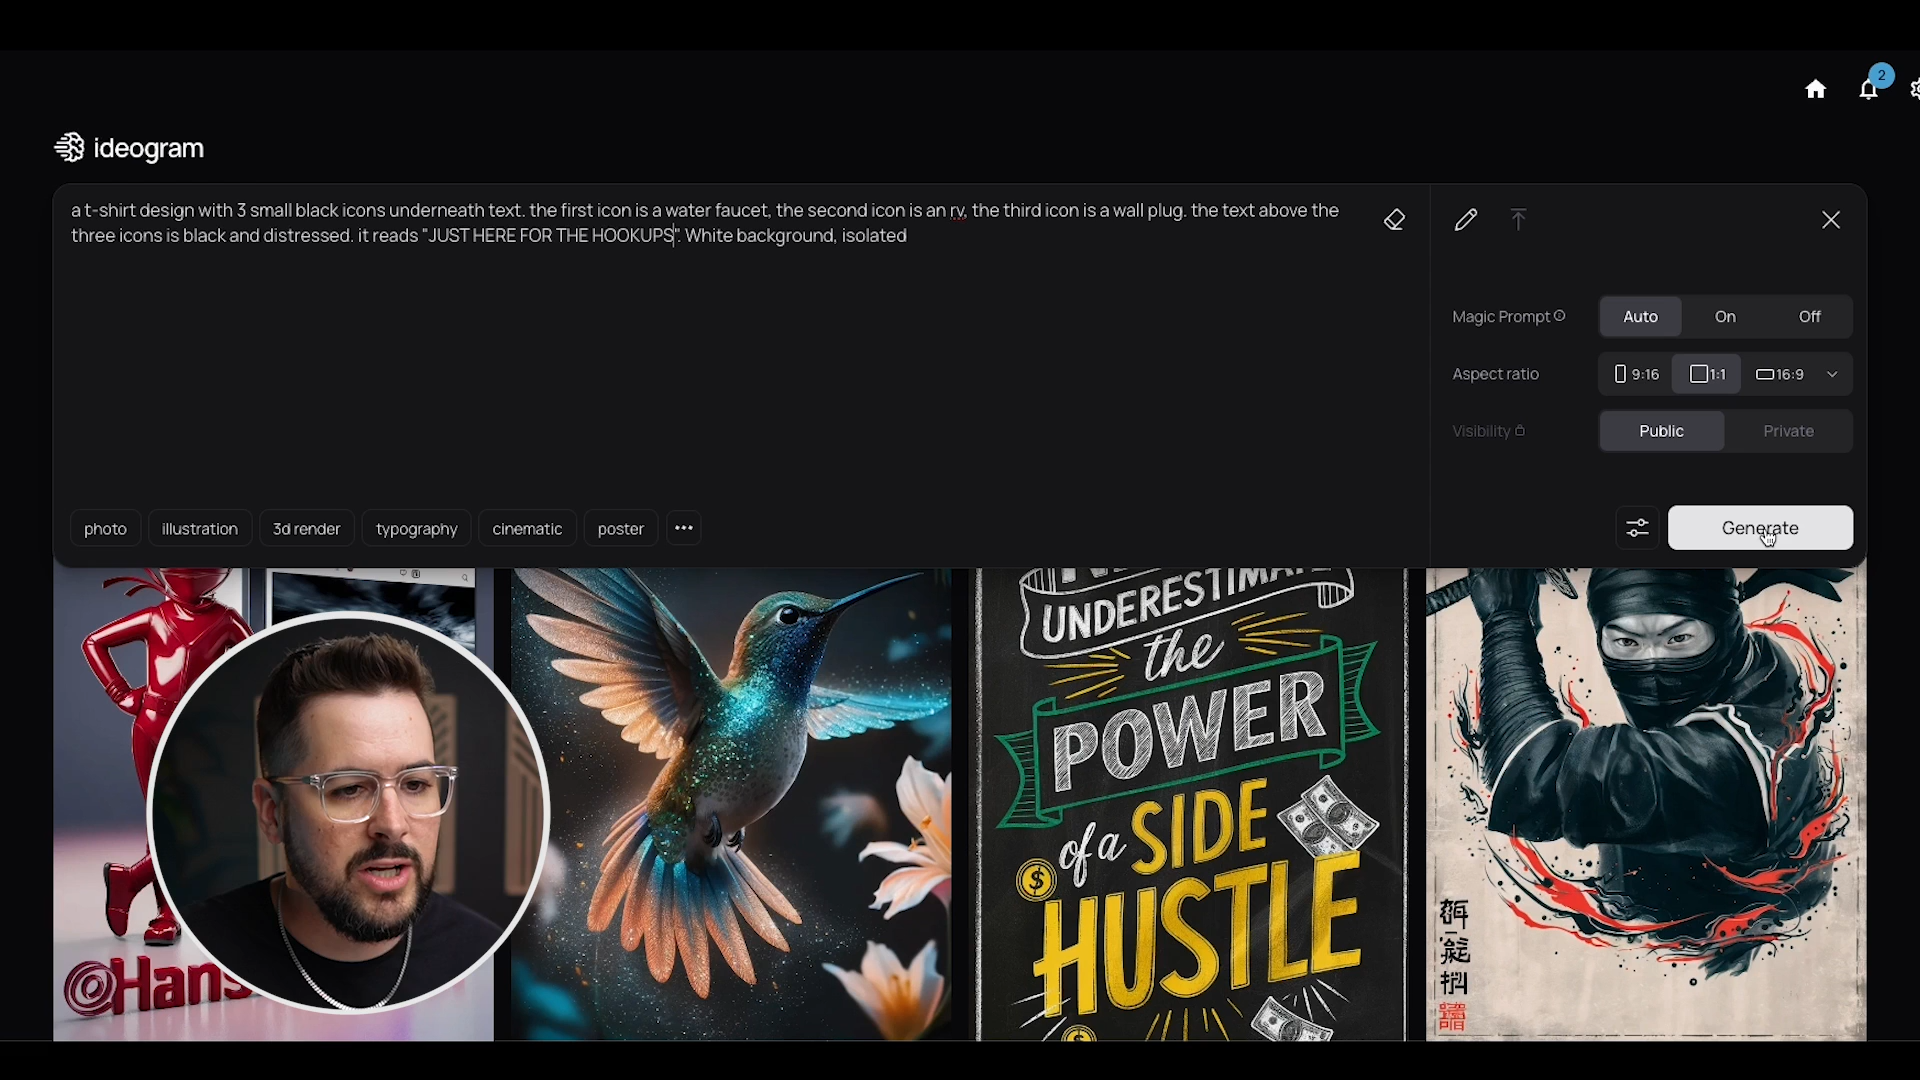 2
ideogram
a t-shirt design with 3 small black icons underneath text. the first icon is a water faucet, the second icon is an rv, the third icon is a wall plug. the text above the
three icons is black and distressed. it reads "JUST HERE FOR THE HOOKUPS". White background, isolated
Magic Prompt
Auto
On
Off
Aspect ratio
9:16
1:1
16:9
Visibility
Public
Private
photo
illustration
3d render
typography
cinematic
poster
Generate
@Hans
the
POWER
of a SIDE
HUSTLE